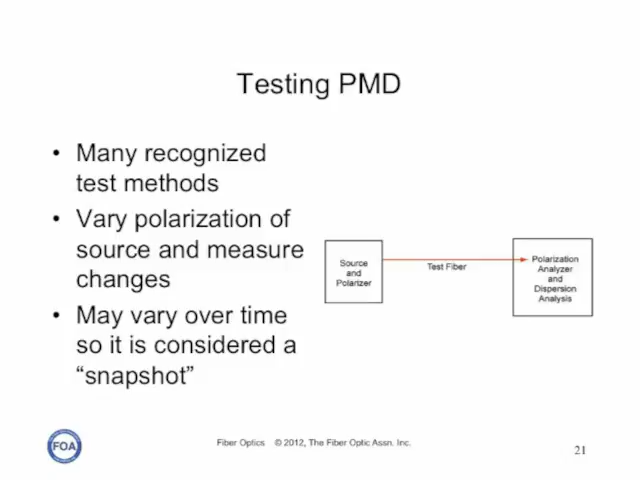 Testing PMD
• Many recognized
test methods
• Vary polarization of
source and measure
changes
• May vary over time
so it is considered a
“snapshot”
Source
and
Polarizer
Test Fiber
Polarization
Analyzer
and
Dispersion
Analysis
FOA
Fiber Optics © 2012, The Fiber Optic Assn. Inc.
21